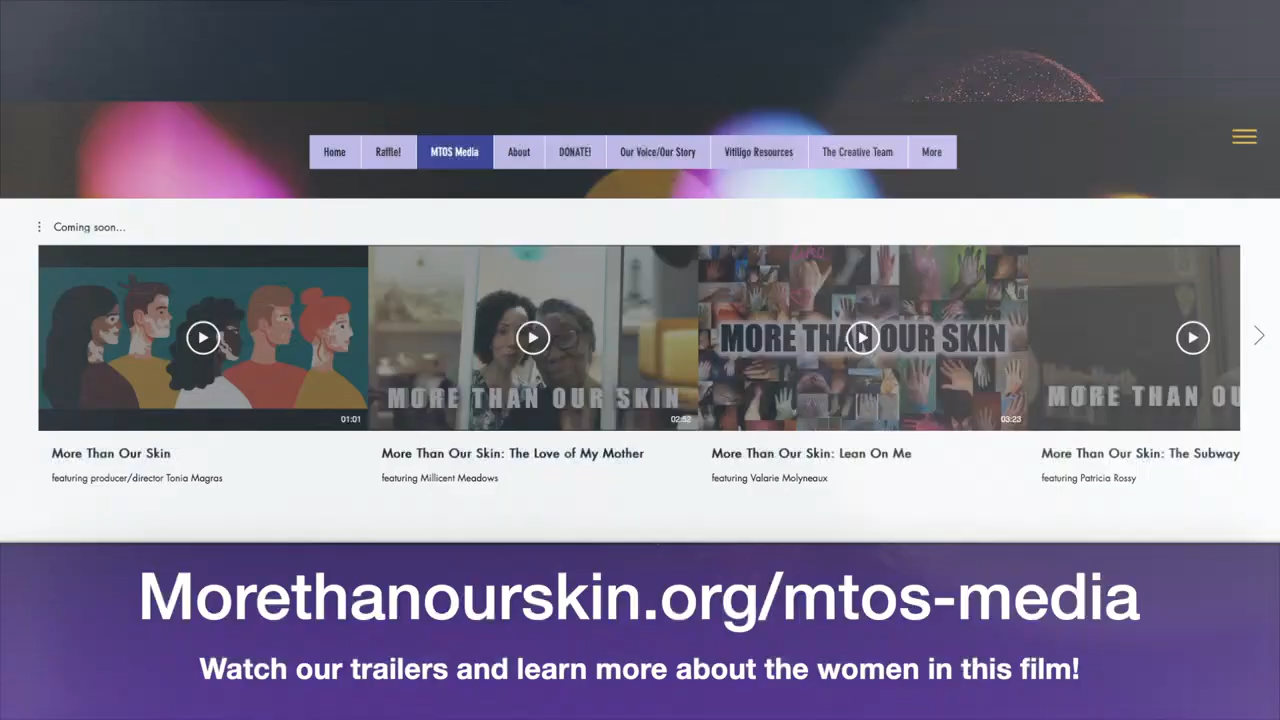 Home Raffle! MTOS Media About DONATE! Our Voice/Our Story Vitiligo Resources The Creative Team More
Coming soon...
MORE THAN OUR SKIN
MORE THAN OUR SKIN
MORE THAN OU
01:01
02:52
03:23
More Than Our Skin
featuring producer/director Tonia Magras
More Than Our Skin: The Love of My Mother
featuring Millicent Meadows
More Than Our Skin: Lean On Me
featuring Valarie Molyneaux
More Than Our Skin: The Subway
featuring Patricia Rossy
Morethanourskin.org/mtos-media
Watch our trailers and learn more about the women in this film!